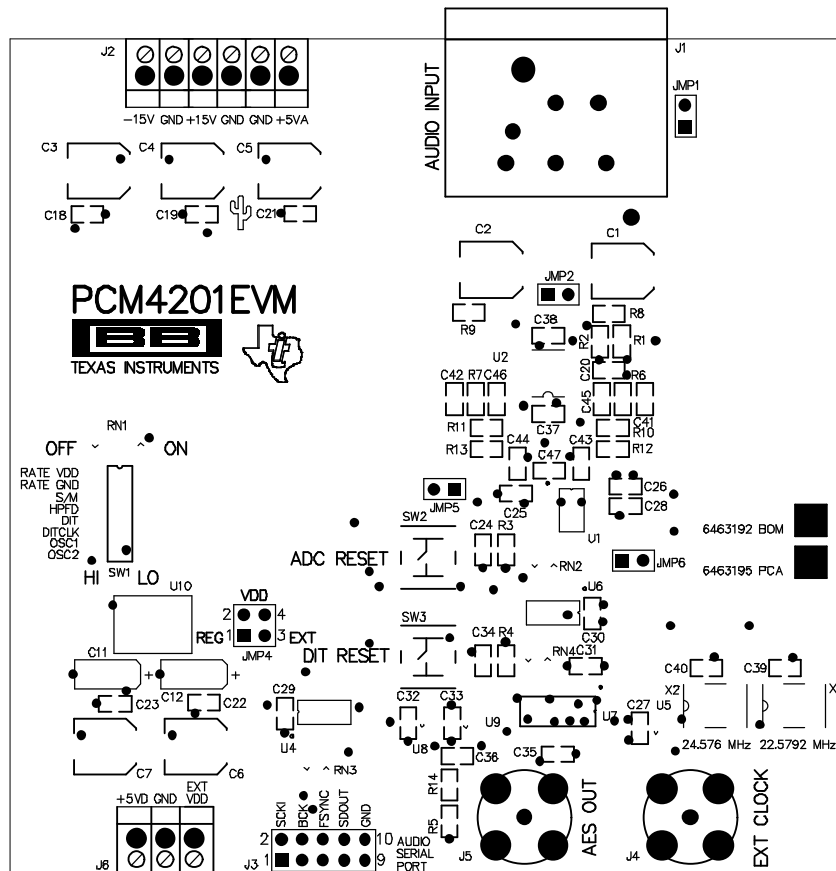 J2
J1
JMP1
AUDIO INPUT
-15V GND +15V GND GND +5VA
C3 C4 C5
C18 C19 C21
C2 C1
JMP2
PCM4201EVM
BB
TEXAS INSTRUMENTS
R9 C38 R8
R2 R1
U2
C20
C42 R7 C46
C45 R6
C41
R11 C37 R10
R13 C44 C43 R12
C47
RN1
OFF ON
RATE VDD
RATE GND
S/M
HPFD
DIT
DITCLK
OSC1
OSC2
HI SW1 LO
JMP5
C25
C26
C28
U1
SW2
C24 R3
ADC RESET
RN2
JMP6
6463192 BOM
6463195 PCA
U10
VDD
2 4
REG 1 3 EXT
JMP4
U6
C30
SW3
DIT RESET
C34 R4
RN4
C31
C11
C12
+ +
C23 C22
C29
U4
C32 C33
U8
U9
U7
C27
U5
C40 C39
X2 X
24.576 MHz 22.5792 MHz
C7 C6
RN3
C36 C35
R14
R5
+5VD GND EXT VDD
J6
SCKI
BCK
FSYNC
SDOUT
GND
2 10
1 9
J3
AUDIO
SERIAL
PORT
J5
AES OUT
J4
EXT CLOCK